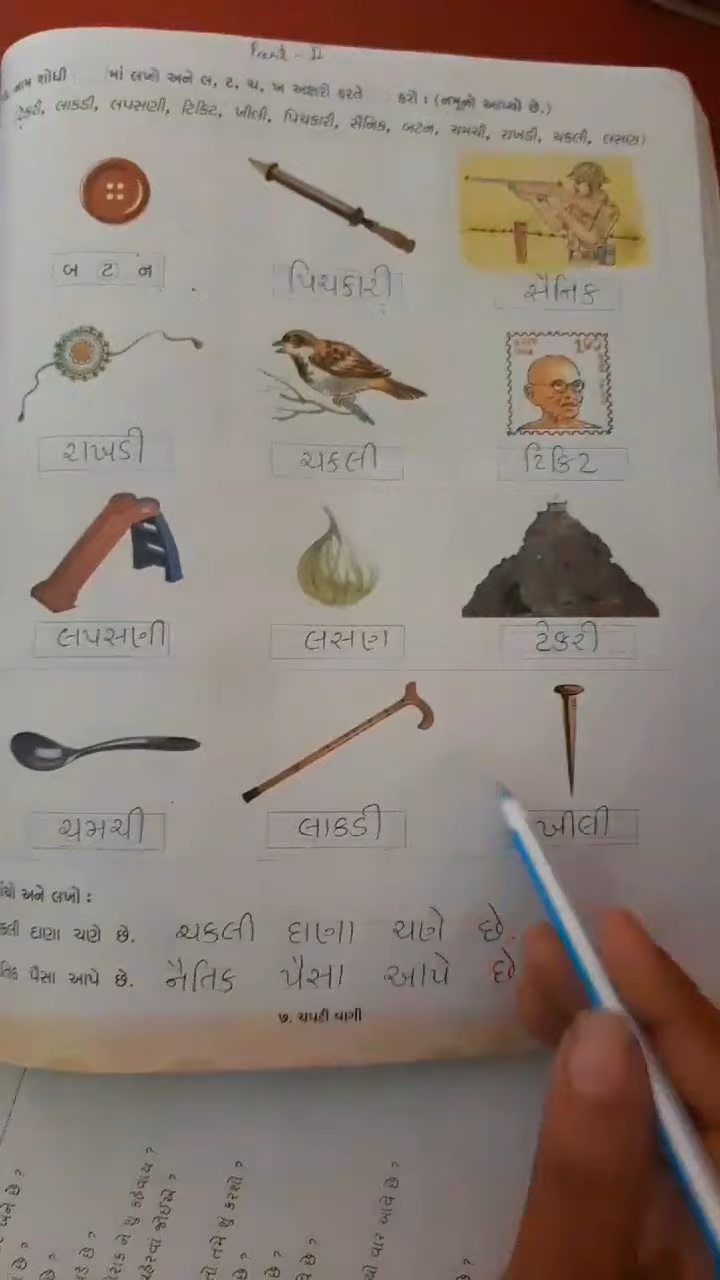 નામ શોધી માં લખો અને લ, ટ, ચ, ખ અક્ષરો ફરતે કરો : (નમૂનો આપ્યો છે.)
ટેકરી, લાકડી, લપસણી, ટિકિટ, ખીલી, પિચકારી, સૈનિક, બટન, ચમચી, રાખડી, ચકલી, લસણ)
બ ટ ન પિચકારી સૈનિક
રાખડી ચકલી ટિકિટ
લપસણી લસણ ટેકરી
ચમચી લાકડી ખીલી
અને લખો :
દાણા ચણે છે. ચકલી દાણા ચણે છે.
પૈસા આપે છે. નૈતિક પૈસા આપે છે
૭. ચપટી વાગી